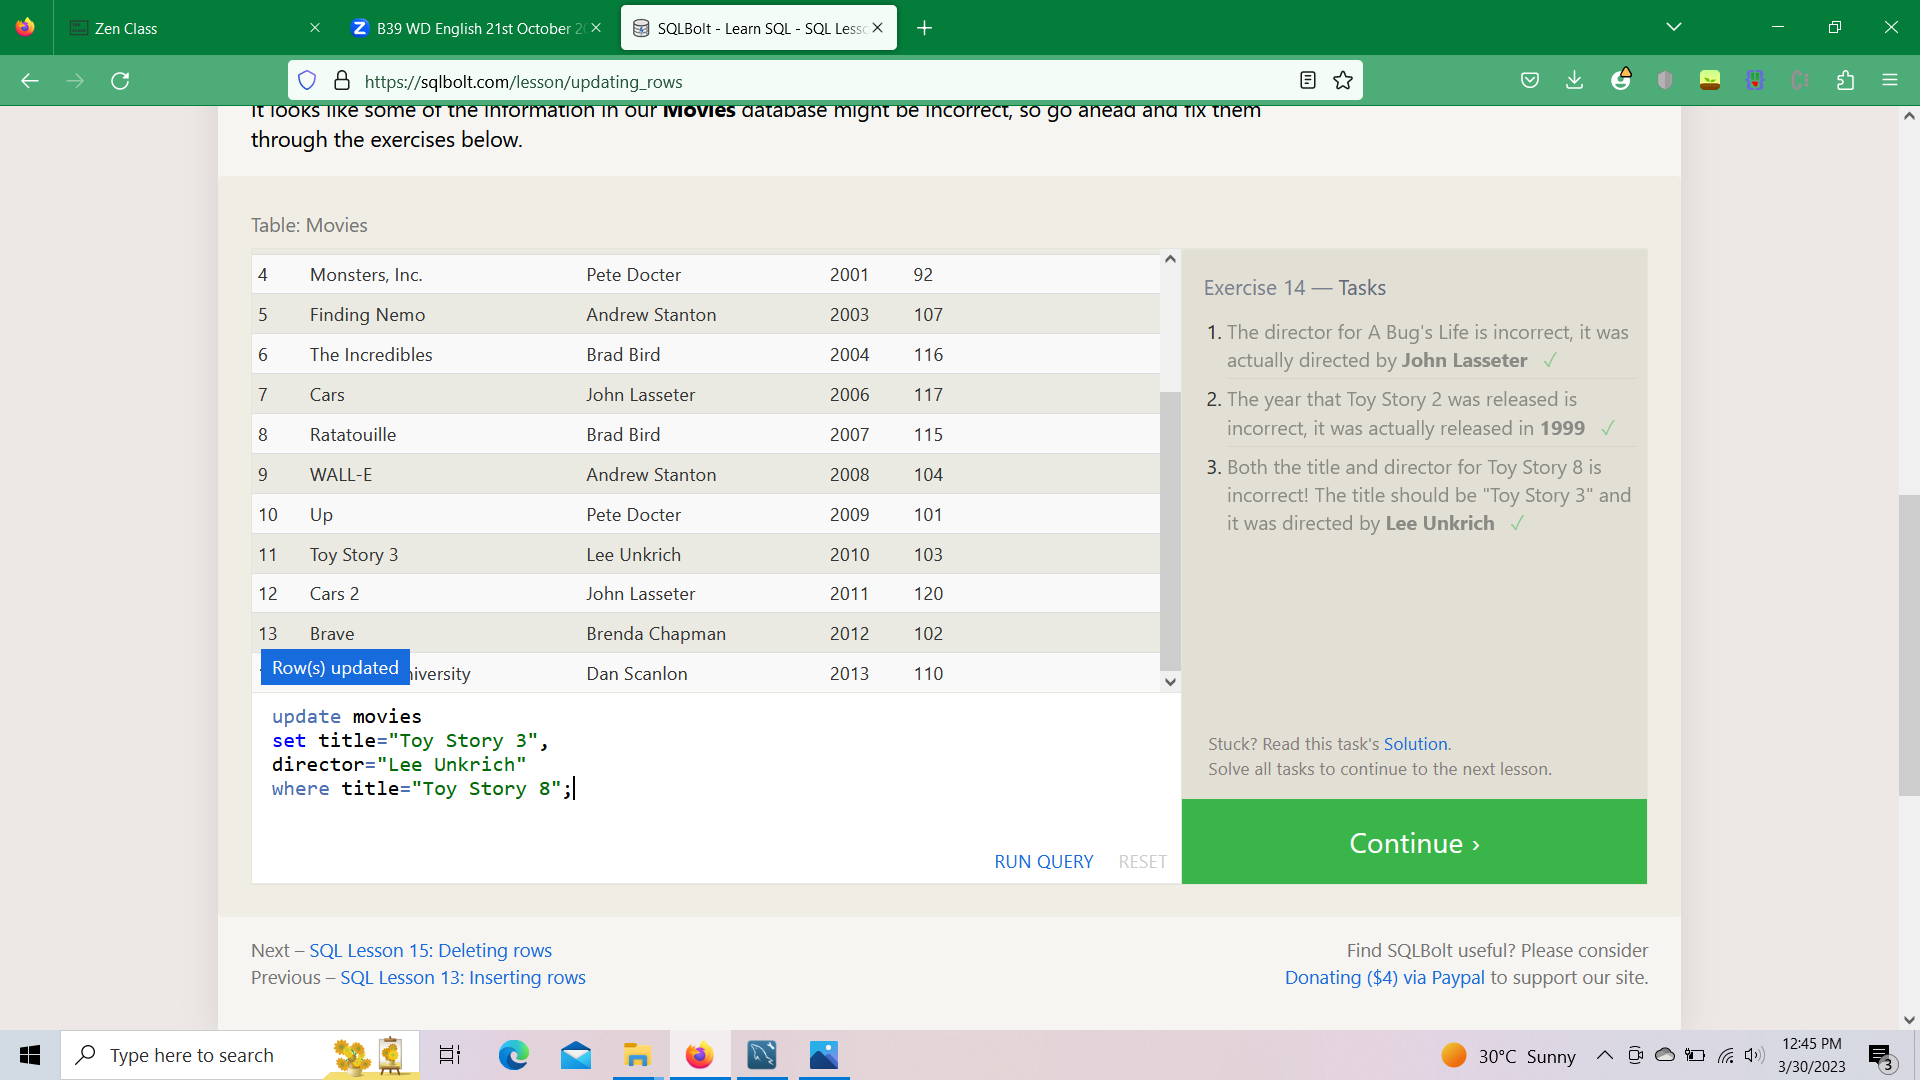 Zen Class
B39 WD English 21st October 20
SQLBolt - Learn SQL - SQL Less
https://sqlbolt.com/lesson/updating_rows
It looks like some of the information in our Movies database might be incorrect, so go ahead and fix them
through the exercises below.
Table: Movies
4 Monsters, Inc. Pete Docter 2001 92
5 Finding Nemo Andrew Stanton 2003 107
6 The Incredibles Brad Bird 2004 116
7 Cars John Lasseter 2006 117
8 Ratatouille Brad Bird 2007 115
9 WALL-E Andrew Stanton 2008 104
10 Up Pete Docter 2009 101
11 Toy Story 3 Lee Unkrich 2010 103
12 Cars 2 John Lasseter 2011 120
13 Brave Brenda Chapman 2012 102
Row(s) updated
iversity Dan Scanlon 2013 110
update movies
set title="Toy Story 3",
director="Lee Unkrich"
where title="Toy Story 8";
RUN QUERY RESET
Exercise 14 — Tasks
1. The director for A Bug's Life is incorrect, it was
actually directed by John Lasseter ✓
2. The year that Toy Story 2 was released is
incorrect, it was actually released in 1999 ✓
3. Both the title and director for Toy Story 8 is
incorrect! The title should be "Toy Story 3" and
it was directed by Lee Unkrich ✓
Stuck? Read this task's Solution.
Solve all tasks to continue to the next lesson.
Continue ›
Next – SQL Lesson 15: Deleting rows
Previous – SQL Lesson 13: Inserting rows
Find SQLBolt useful? Please consider
Donating ($4) via Paypal to support our site.
Type here to search
30°C Sunny
12:45 PM
3/30/2023
3